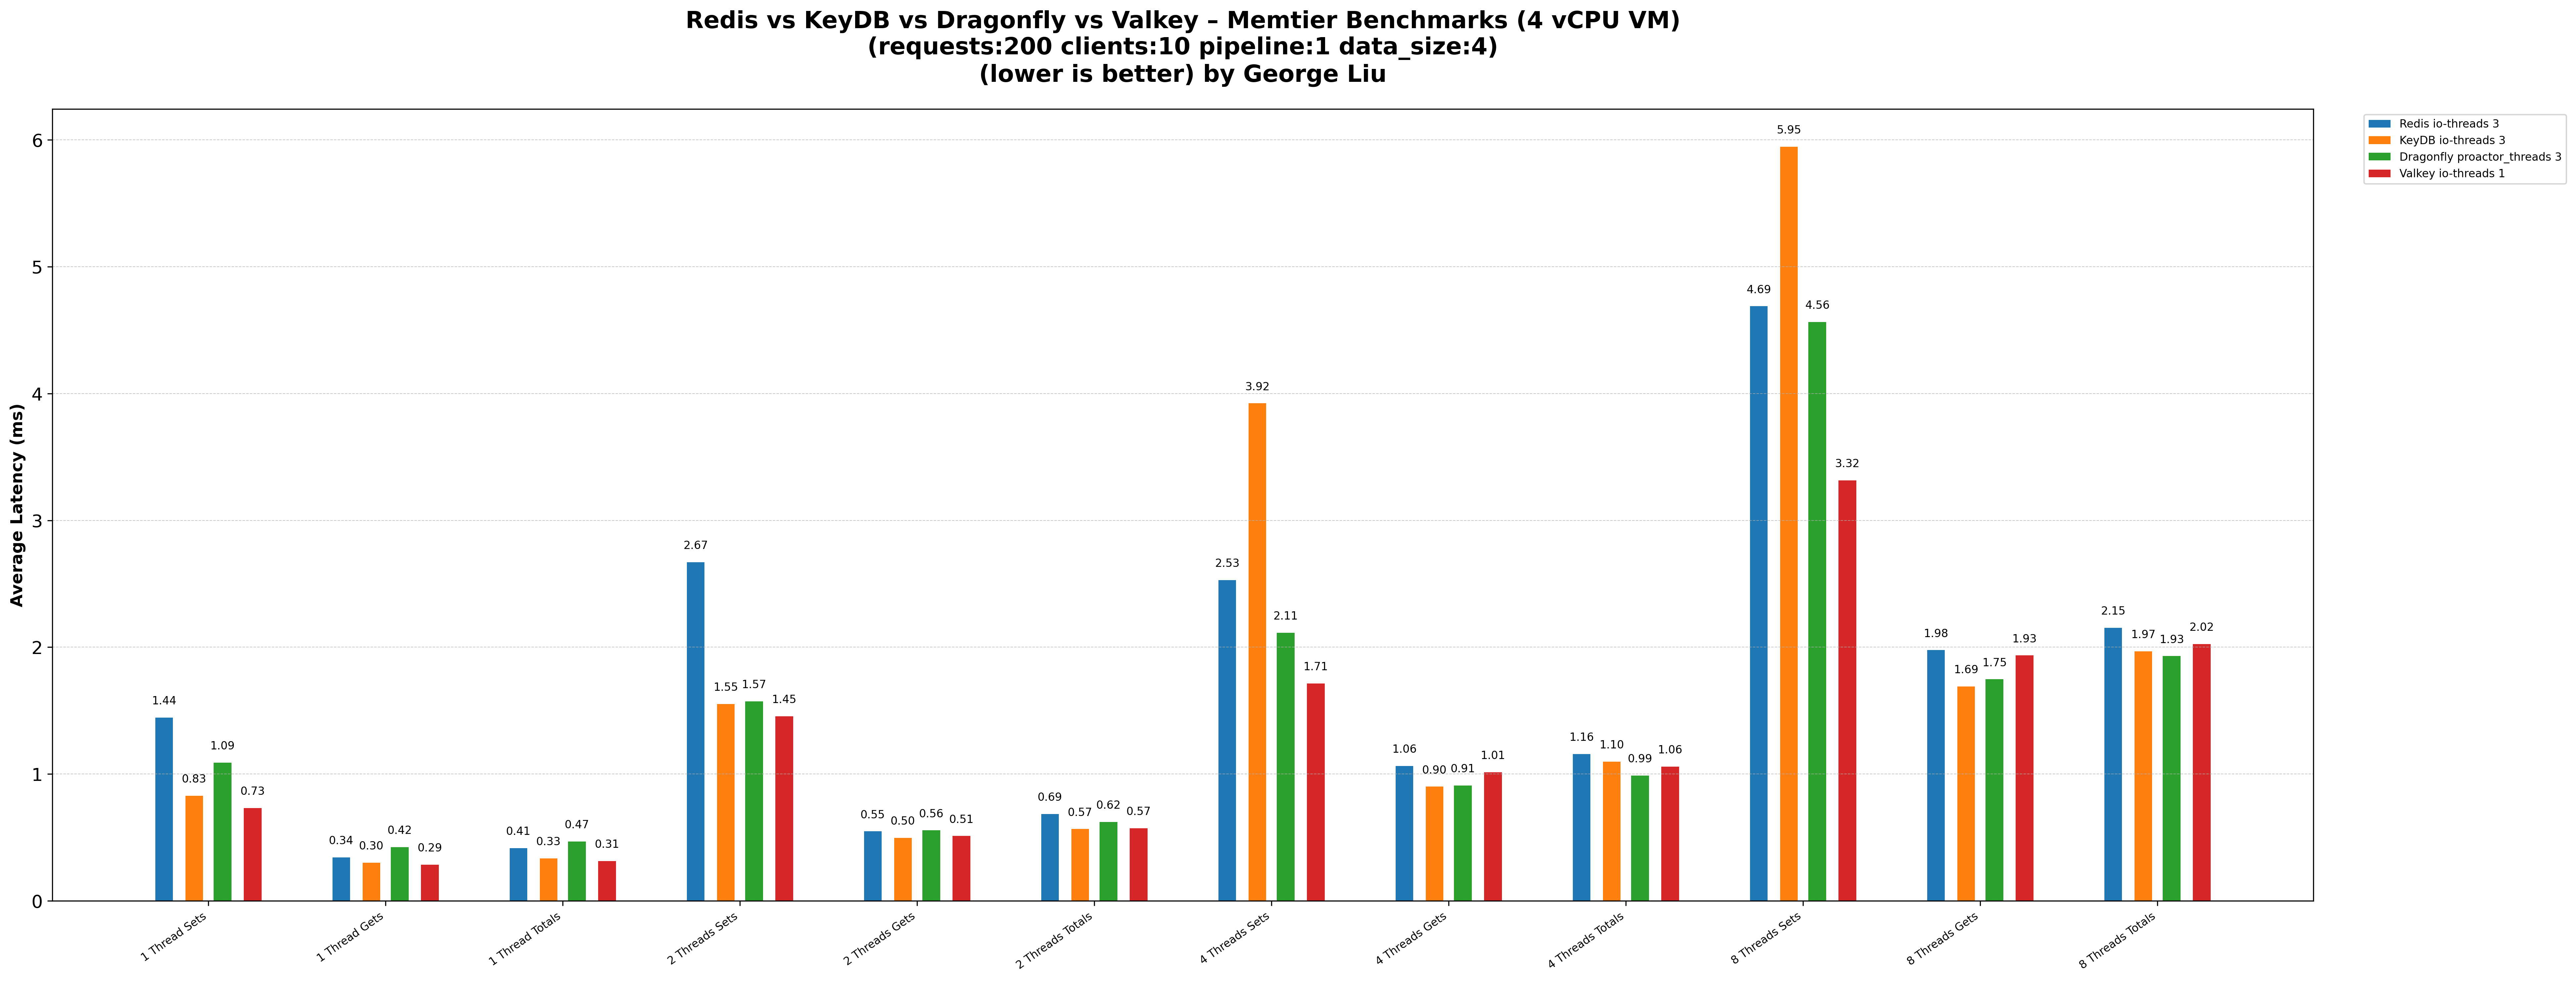 Redis vs KeyDB vs Dragonfly vs Valkey – Memtier Benchmarks (4 vCPU VM)
(requests:200 clients:10 pipeline:1 data_size:4)
(lower is better) by George Liu
Redis io-threads 3
KeyDB io-threads 3
Dragonfly proactor_threads 3
Valkey io-threads 1
Average Latency (ms)
6
5
4
3
2
1
0
1.44
0.83
1.09
0.73
0.34
0.30
0.42
0.29
0.41
0.33
0.47
0.31
2.67
1.55
1.57
1.45
0.55
0.50
0.56
0.51
0.69
0.57
0.62
0.57
2.53
3.92
2.11
1.71
1.06
0.90
0.91
1.01
1.16
1.10
0.99
1.06
4.69
5.95
4.56
3.32
1.98
1.69
1.75
1.93
2.15
1.97
1.93
2.02
1 Thread Sets
1 Thread Gets
1 Thread Totals
2 Threads Sets
2 Threads Gets
2 Threads Totals
4 Threads Sets
4 Threads Gets
4 Threads Totals
8 Threads Sets
8 Threads Gets
8 Threads Totals